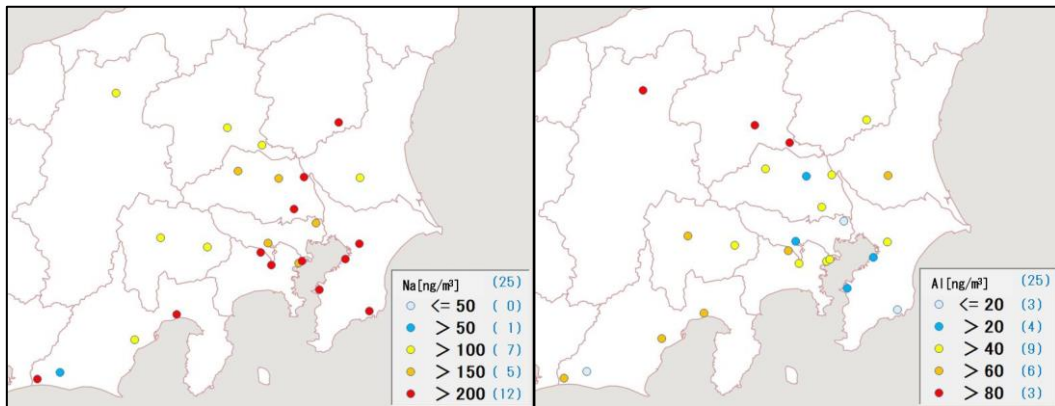 Na[ng/m³] (25)
<= 50 ( 0)
> 50 ( 1)
> 100 ( 7)
> 150 ( 5)
> 200 (12)
Al[ng/m³] (25)
<= 20 (3)
> 20 (4)
> 40 (9)
> 60 (6)
> 80 (3)